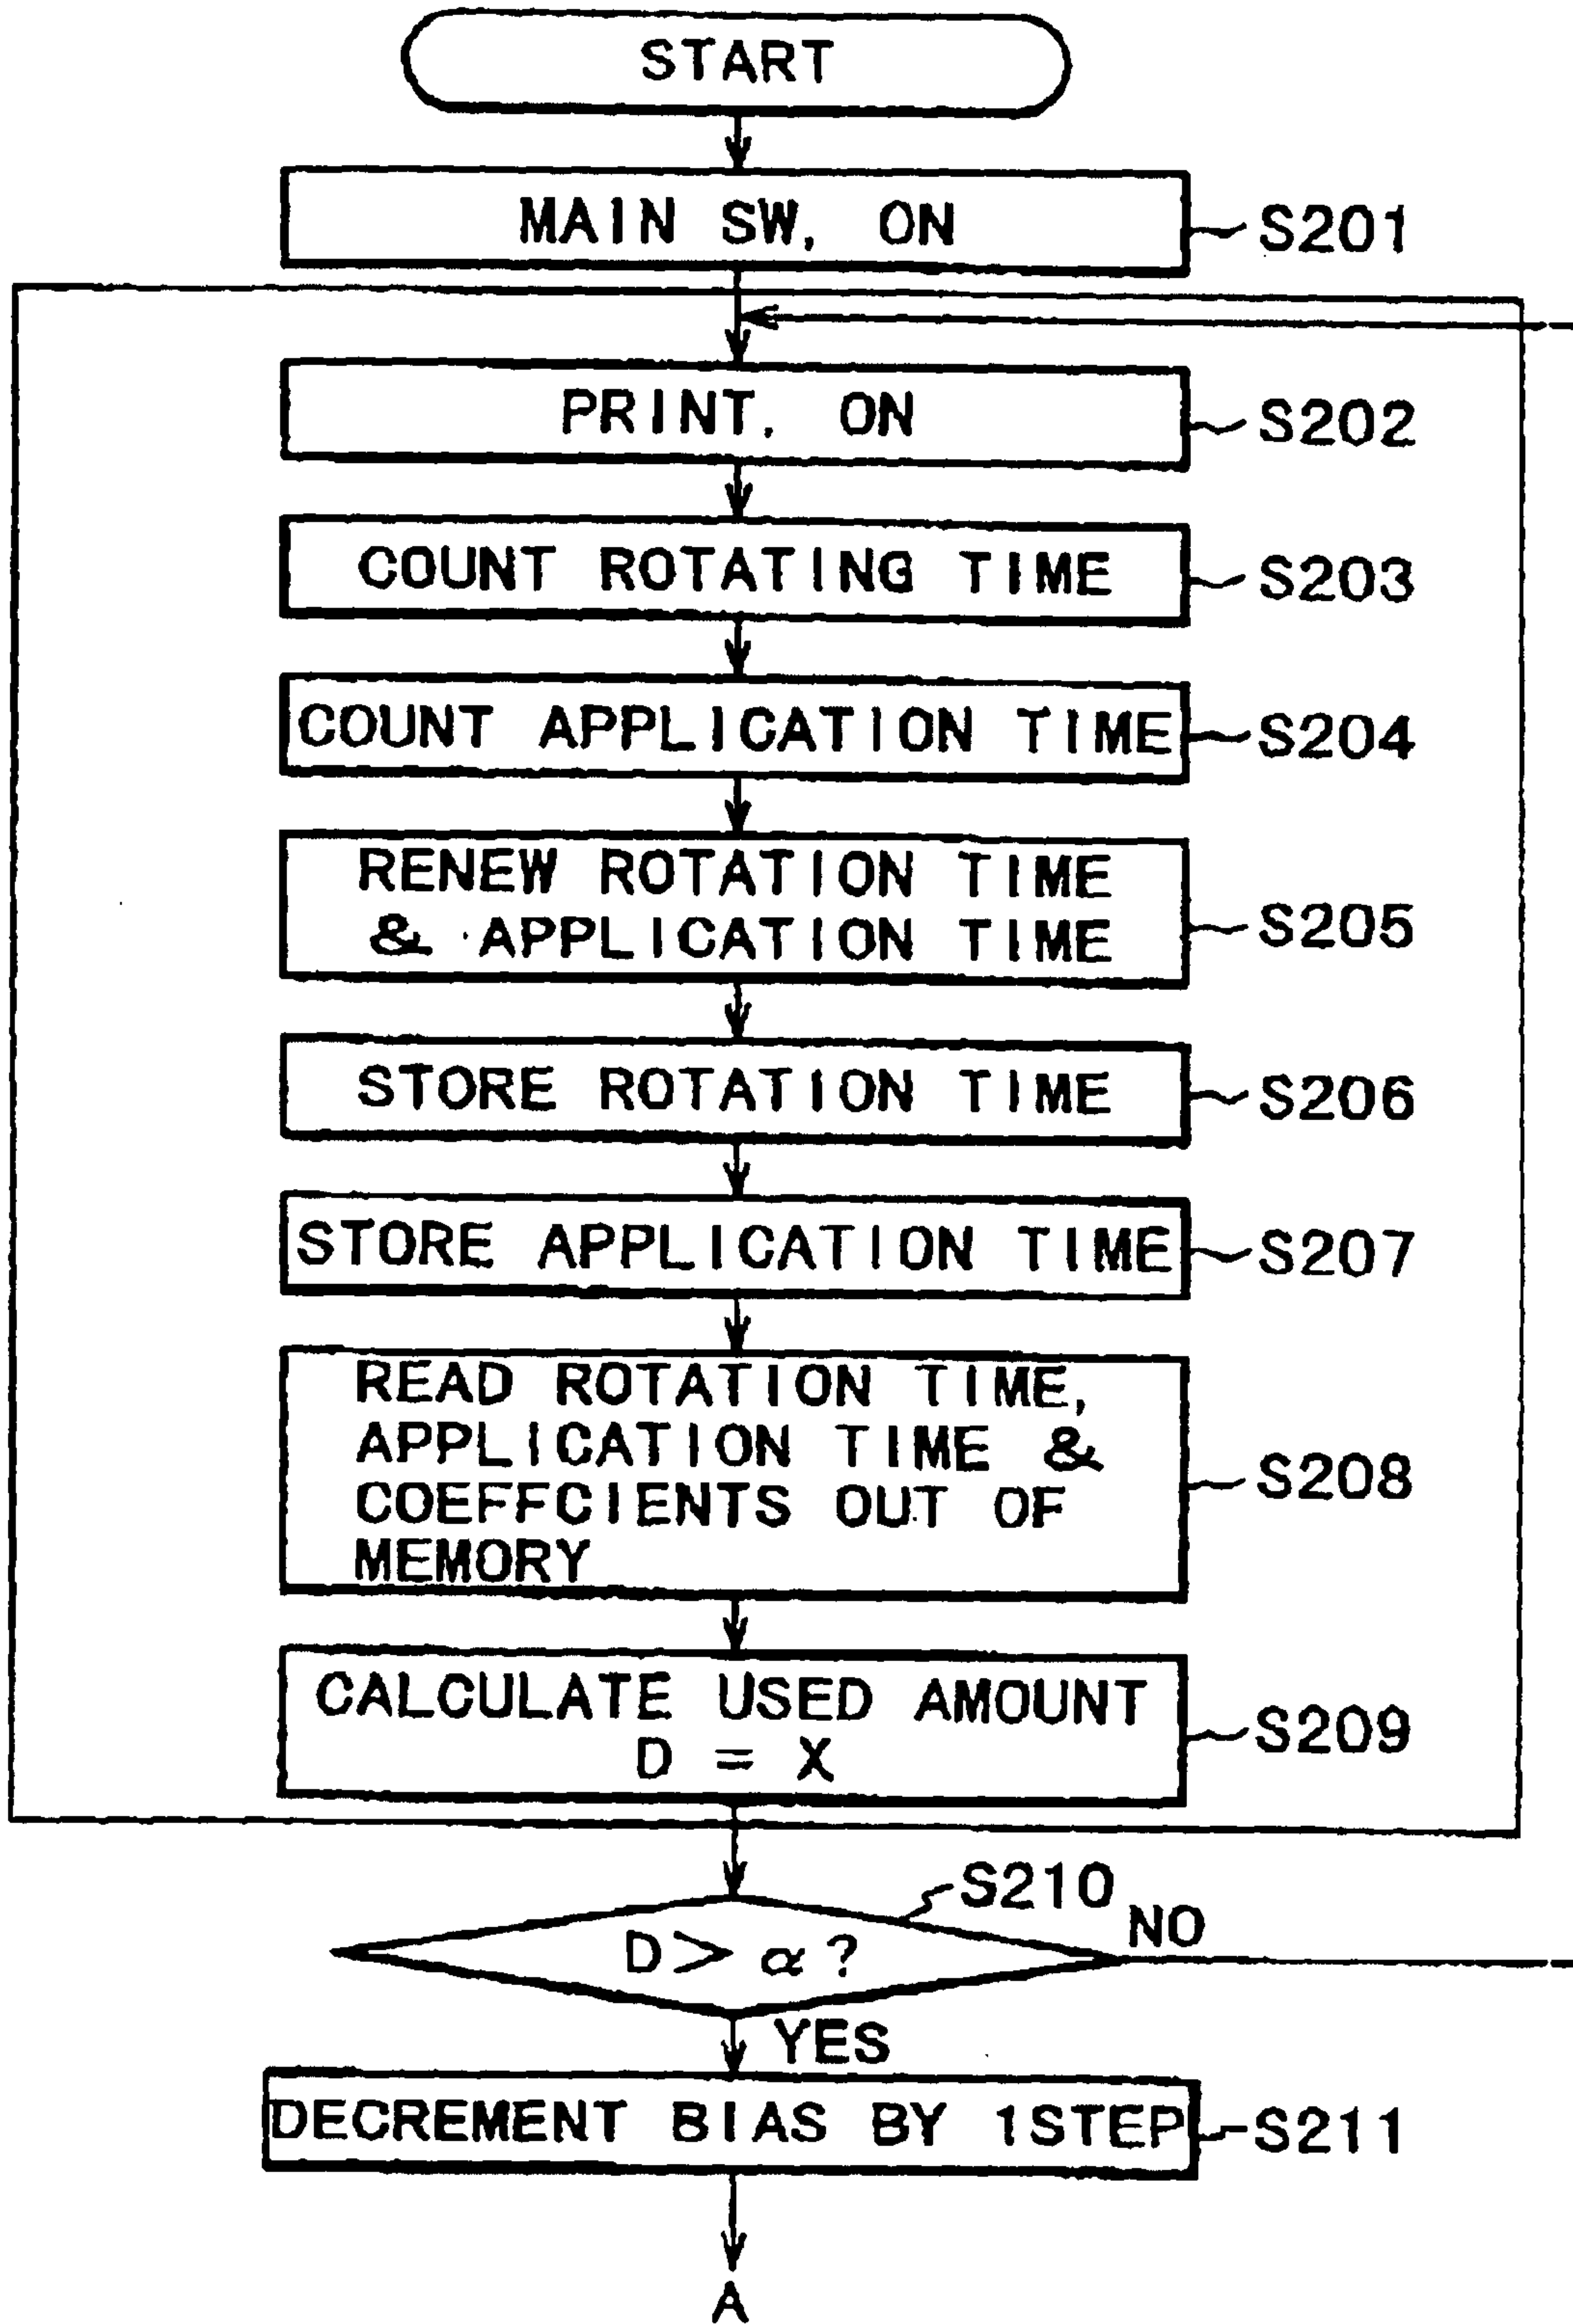 START
MAIN SW, ON
S201
PRINT, ON
S202
COUNT ROTATING TIME
S203
COUNT APPLICATION TIME
S204
RENEW ROTATION TIME
& APPLICATION TIME
S205
STORE ROTATION TIME
S206
STORE APPLICATION TIME
S207
READ ROTATION TIME,
APPLICATION TIME &
COEFFCIENTS OUT OF
MEMORY
S208
CALCULATE USED AMOUNT
D = X
S209
S210
D > α ?
NO
YES
DECREMENT BIAS BY 1STEP
S211
A